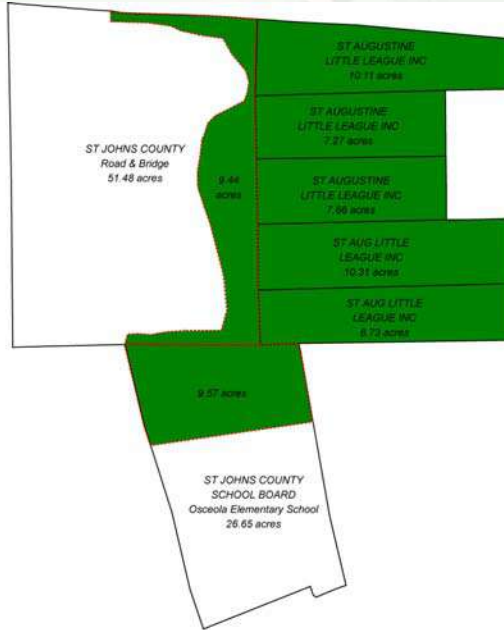 ST AUGUSTINE
LITTLE LEAGUE INC
10.11 acres
ST AUGUSTINE
LITTLE LEAGUE INC
7.27 acres
ST JOHNS COUNTY
Road & Bridge
51.48 acres
9.44
acres
ST AUGUSTINE
LITTLE LEAGUE INC
7.66 acres
ST AUG LITTLE
LEAGUE INC
10.31 acres
ST AUG LITTLE
LEAGUE INC
8.73 acres
9.57 acres
ST JOHNS COUNTY
SCHOOL BOARD
Osceola Elementary School
26.65 acres